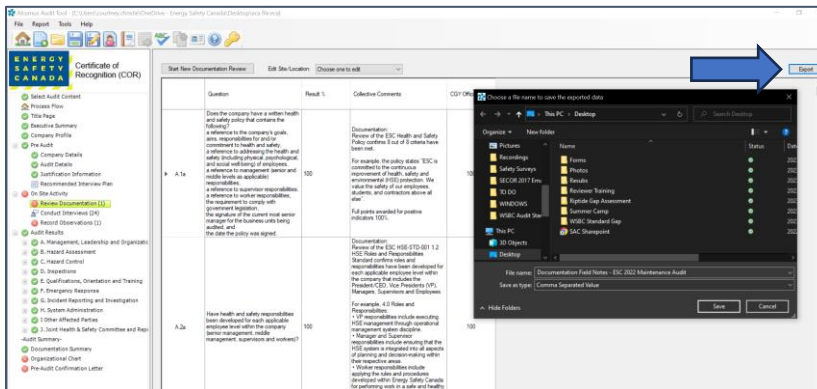 Alcumus Audit Tool - [C:\Users\courtney.christie\OneDrive - Energy Safety Canada\Desktop\
File Report Tools Help
ENERGY
SAFETY
CANADA
Certificate of
Recognition (COR)
Select Audit Content
Process Flow
Title Page
Executive Summary
Company Profile
Pre Audit
Company Details
Audit Details
Justification Information
Recommended Interview Plan
On Site Activity
Review Documentation (1)
Conduct Interviews (24)
Record Observations (1)
Audit Results
A. Management, Leadership and Organizatic
B. Hazard Assessment
C. Hazard Control
D. Inspections
E. Qualifications, Orientation and Training
F. Emergency Response
G. Incident Reporting and Investigation
H. System Administration
I Other Affected Parties
J. Joint Health & Safety Committee and Repr
-Audit Summary-
Documentation Summary
Organizational Chart
Pre-Audit Confirmation Letter
Start New Documentation Review
Edit Site/Location
Choose one to edit
Export
Question
Result %
Collective Comments
CGY Office
A.1a
Does the company have a written health
and safety policy that contains the
following?
a reference to the company's goals,
aims, responsibilities for and/or
commitment to health and safety,
a reference to addressing the health and
safety (including physical, psychological,
and social well-being) of employees,
a reference to management (senior and
middle levels as applicable)
responsibilities,
a reference to supervisor responsibilities,
a reference to worker responsibilities,
the requirement to comply with
government legislation,
the signature of the current most senior
manager for the business units being
audited, and
the date the policy was signed
100
Documentation:
Review of the ESC Health and Safety
Policy confirms 8 out of 8 criteria have
been met.
For example, the policy states "ESC is
committed to the continuous
improvement of health, safety and
environmental (HSE) protection. We
value the safety of our employees,
students, and contractors above all
else".
Full points awarded for positive
indicators 100%.
10
A.2a
Have health and safety responsibilities
been developed for each applicable
employee level within the company
(senior management, middle
management, supervisors and workers)?
100
Documentation:
Review of the ESC HSE-STD-001 1.2
HSE Roles and Responsibilities
Standard confirms roles and
responsibilities have been developed for
each applicable employee level within
the company that includes the
President/CEO, Vice Presidents (VP),
Managers, Supervisors and Employees
For example, 4.0 Roles and
Responsibilities:
• VP responsibilities include executing
HSE management through operational
management system discipline.
• Manager and Supervisor
responsibilities include ensuring that the
HSE system is integrated into all aspects
of planning and decision-making within
their respective areas.
• Worker responsibilities include
applying the rules and procedures
developed within Energy Safety Canada
for performing work in a safe and healthy
100
Choose a file name to save the exported data
This PC > Desktop
Search Desktop
Organize
New folder
Pictures
Recordings
Safety Surveys
SECOR 2017 Emu
TO DO
WINDOWS
WSBC Audit Stan
This PC
3D Objects
Desktop
Name
Status
Dat
Forms
202
Photos
202
Results
202
Reviewer Training
202
Riptide Gap Assessment
202
Summer Camp
202
WSBC Standard Gap
202
SAC Sharepoint
202
File name: Documentation Field Notes - ESC 2022 Maintenance Audit
Save as type: Comma Separated Value
Hide Folders
Save
Cancel